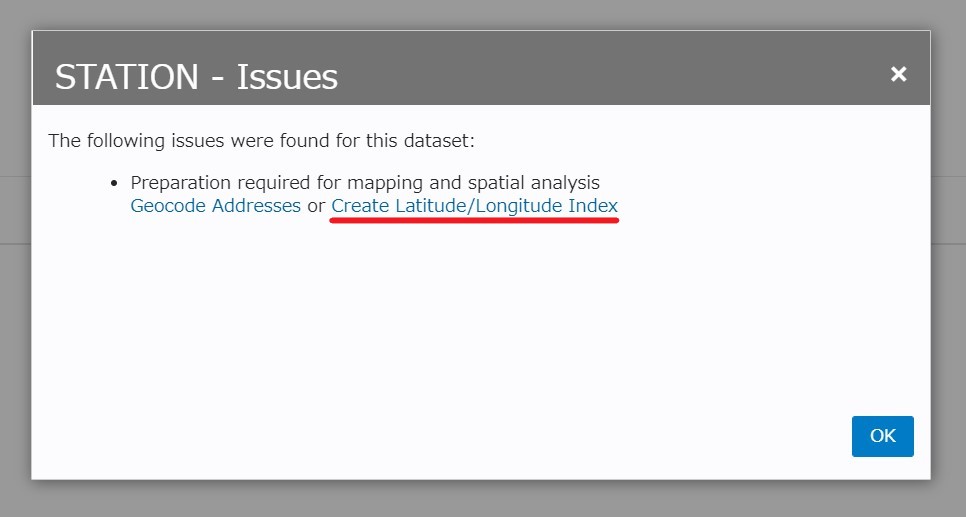 STATION - Issues
×
The following issues were found for this dataset:
• Preparation required for mapping and spatial analysis
Geocode Addresses or Create Latitude/Longitude Index
OK